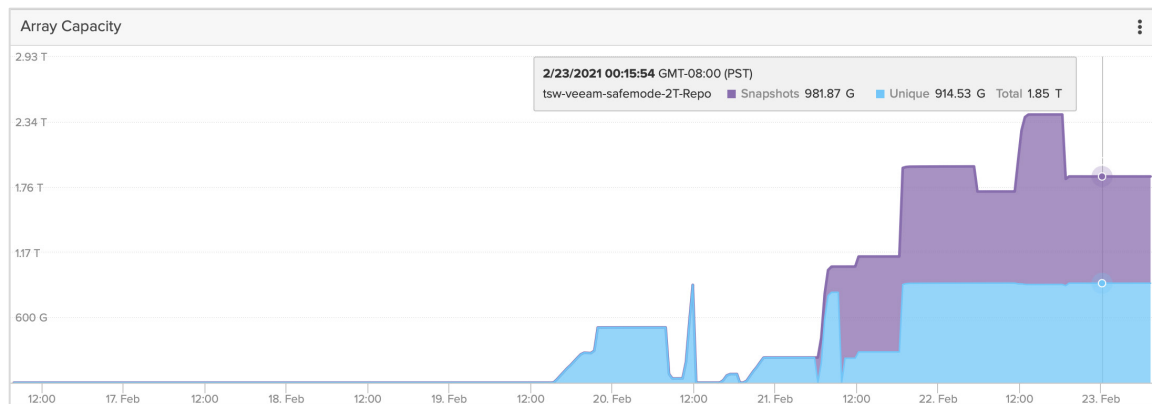 Array Capacity
2.93 T
2/23/2021 00:15:54 GMT-08:00 (PST)
tsw-veeam-safemode-2T-Repo Snapshots 981.87 G Unique 914.53 G Total 1.85 T
2.34 T
1.76 T
1.17 T
600 G
12:00 17. Feb 12:00 18. Feb 12:00 19. Feb 12:00 20. Feb 12:00 21. Feb 12:00 22. Feb 12:00 23. Feb